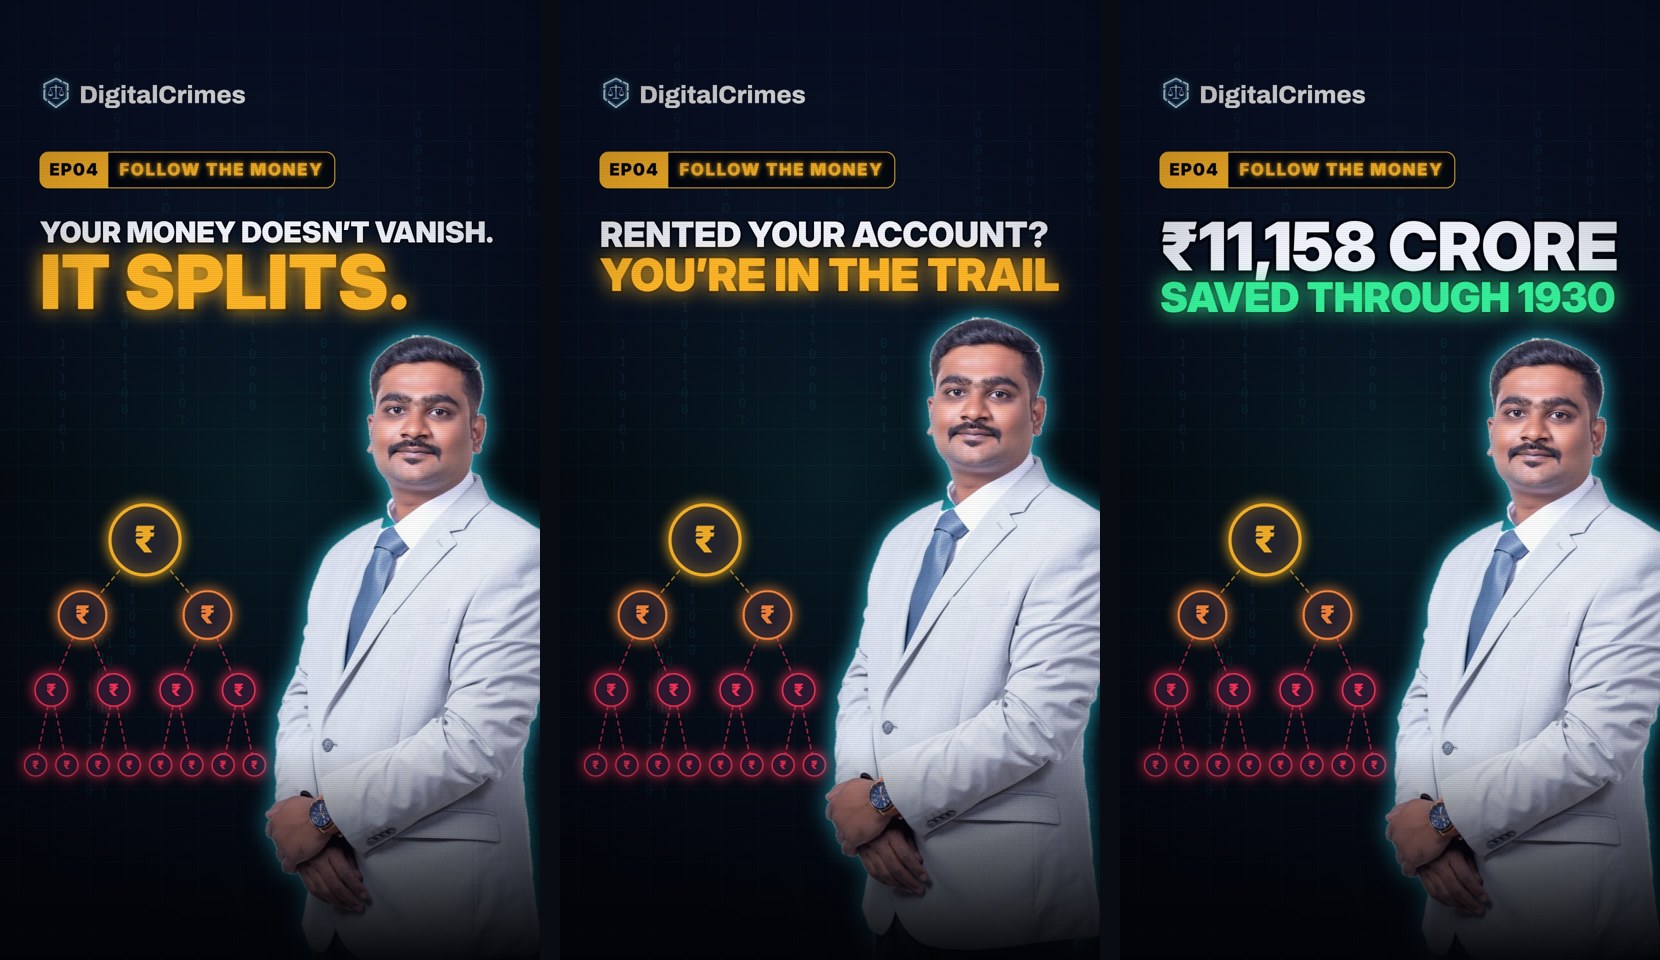 DigitalCrimes
EP04 FOLLOW THE MONEY
YOUR MONEY DOESN'T VANISH.
IT SPLITS.
₹
₹ ₹
₹ ₹ ₹ ₹
₹ ₹ ₹ ₹ ₹ ₹ ₹ ₹
DigitalCrimes
EP04 FOLLOW THE MONEY
RENTED YOUR ACCOUNT?
YOU'RE IN THE TRAIL
₹
₹ ₹
₹ ₹ ₹ ₹
₹ ₹ ₹ ₹ ₹ ₹ ₹ ₹
DigitalCrimes
EP04 FOLLOW THE MONEY
₹11,158 CRORE
SAVED THROUGH 1930
₹
₹ ₹
₹ ₹ ₹ ₹
₹ ₹ ₹ ₹ ₹ ₹ ₹ ₹